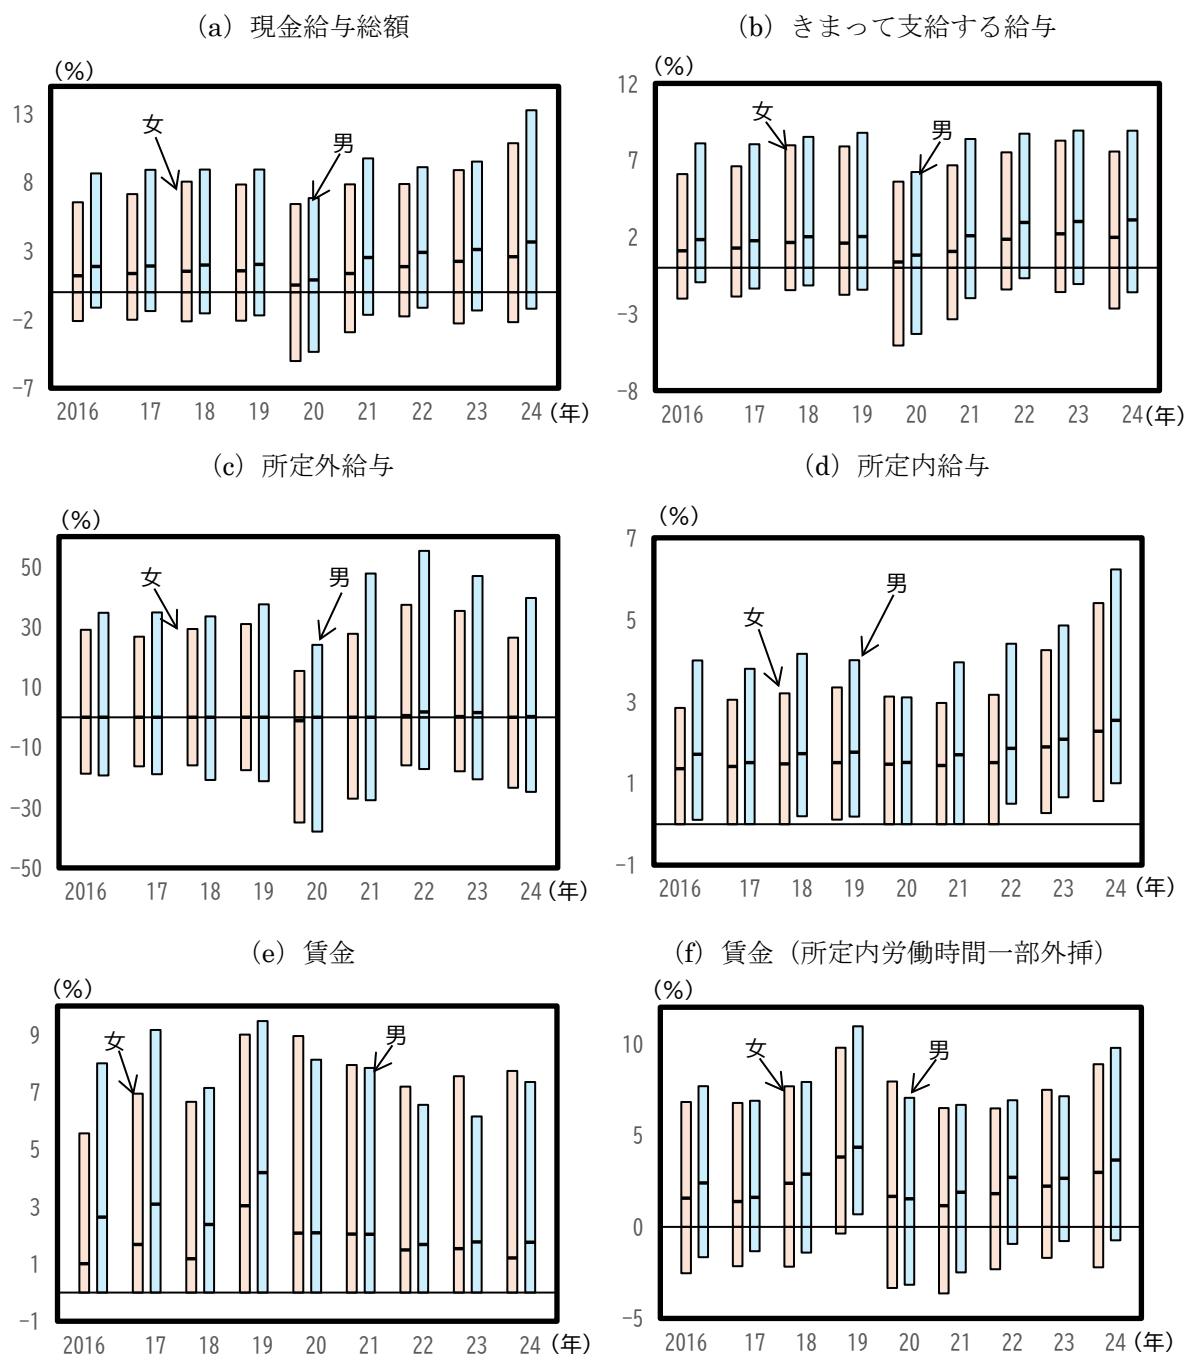 (a) 現金給与総額
(b) きまって支給する給与
(%)
13
8
3
−2
−7
女
男
2016 17 18 19 20 21 22 23 24 (年)
(%)
12
7
2
−3
−8
女
男
2016 17 18 19 20 21 22 23 24 (年)
(c) 所定外給与
(d) 所定内給与
(%)
50
30
10
−10
−30
−50
女
男
2016 17 18 19 20 21 22 23 24 (年)
(%)
7
5
3
1
−1
女
男
2016 17 18 19 20 21 22 23 24 (年)
(e) 賃金
(f) 賃金（所定内労働時間一部外挿）
(%)
9
7
5
3
1
−1
女
男
2016 17 18 19 20 21 22 23 24 (年)
(%)
10
5
0
−5
女
男
2016 17 18 19 20 21 22 23 24 (年)